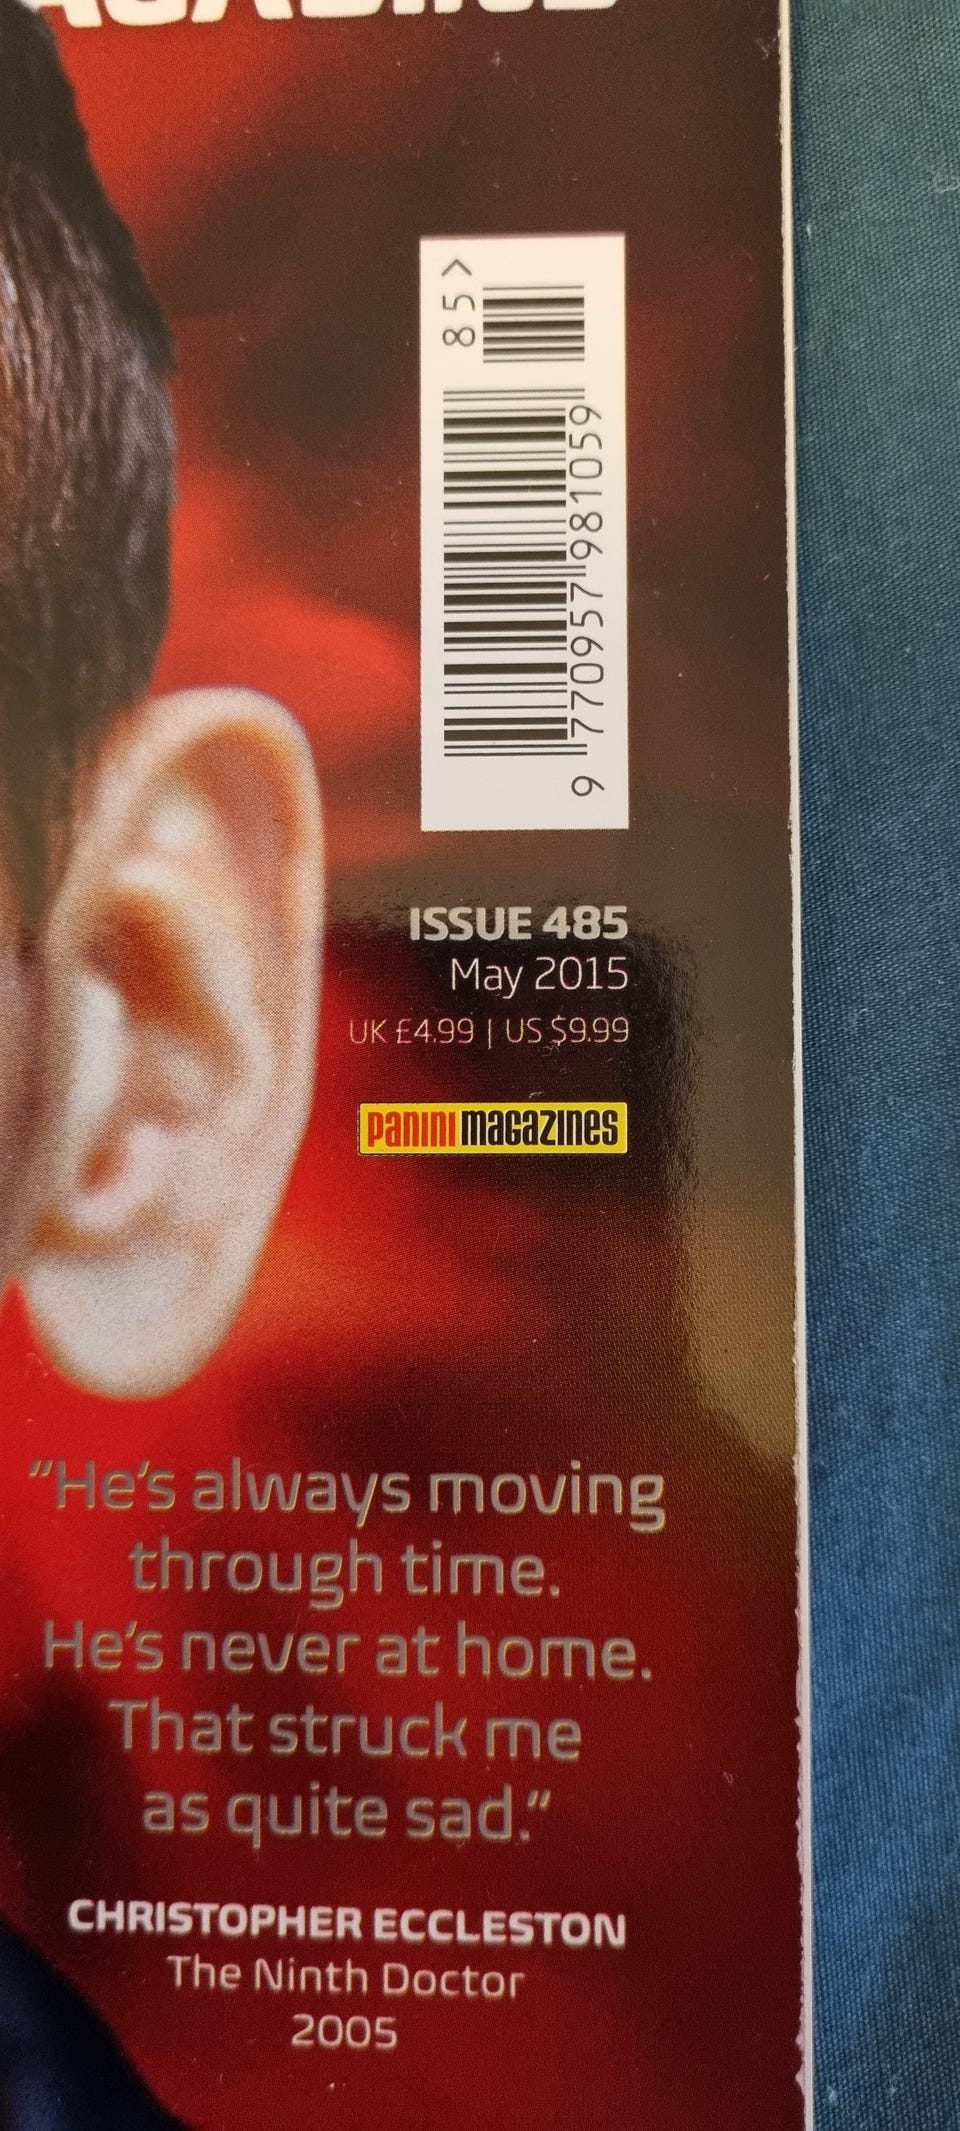 85>
9 770957 981059
ISSUE 485
May 2015
UK £4.99 | US $9.99
PANINI magazines
“He’s always moving
through time.
He’s never at home.
That struck me
as quite sad.”
CHRISTOPHER ECCLESTON
The Ninth Doctor
2005